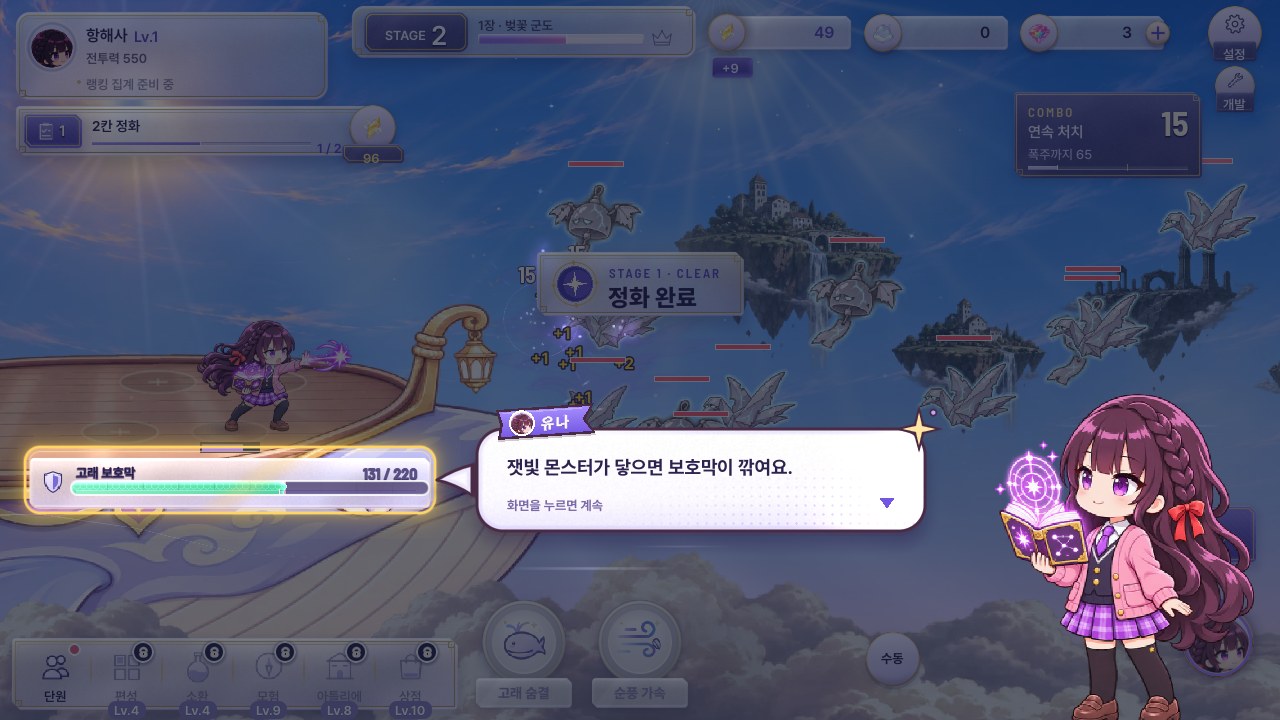 항해사 Lv.1
전투력 550
랭킹 집계 준비 중
STAGE 2
1장 · 벚꽃 군도
49
+9
0
3
설정
개발
1
2칸 정화
1 / 2
96
COMBO
연속 처치
15
폭주까지 65
15
15
STAGE 1 · CLEAR
정화 완료
+1
+1
+1
+1
+2
+1
고래 보호막
131 / 220
유나
잿빛 몬스터가 닿으면 보호막이 깎여요.
화면을 누르면 계속
단원
편성
Lv.4
소환
Lv.4
모험
Lv.9
아틀리에
Lv.8
상점
Lv.10
고래 숨결
순풍 가속
수동